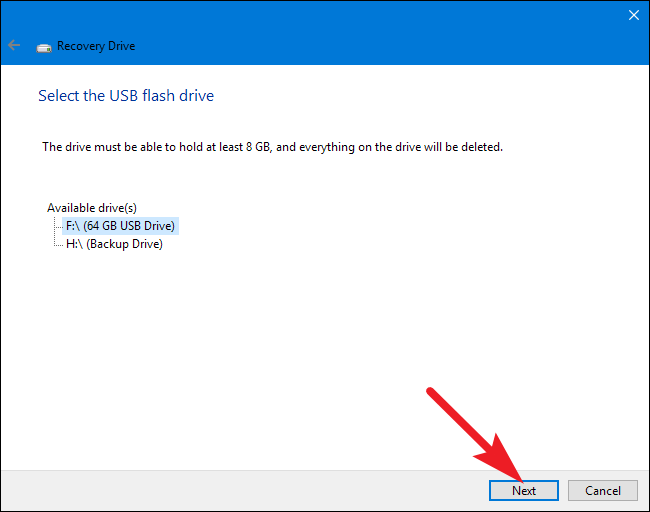 Recovery Drive
Select the USB flash drive
The drive must be able to hold at least 8 GB, and everything on the drive will be deleted.
Available drive(s)
F:\ (64 GB USB Drive)
H:\ (Backup Drive)
Next Cancel